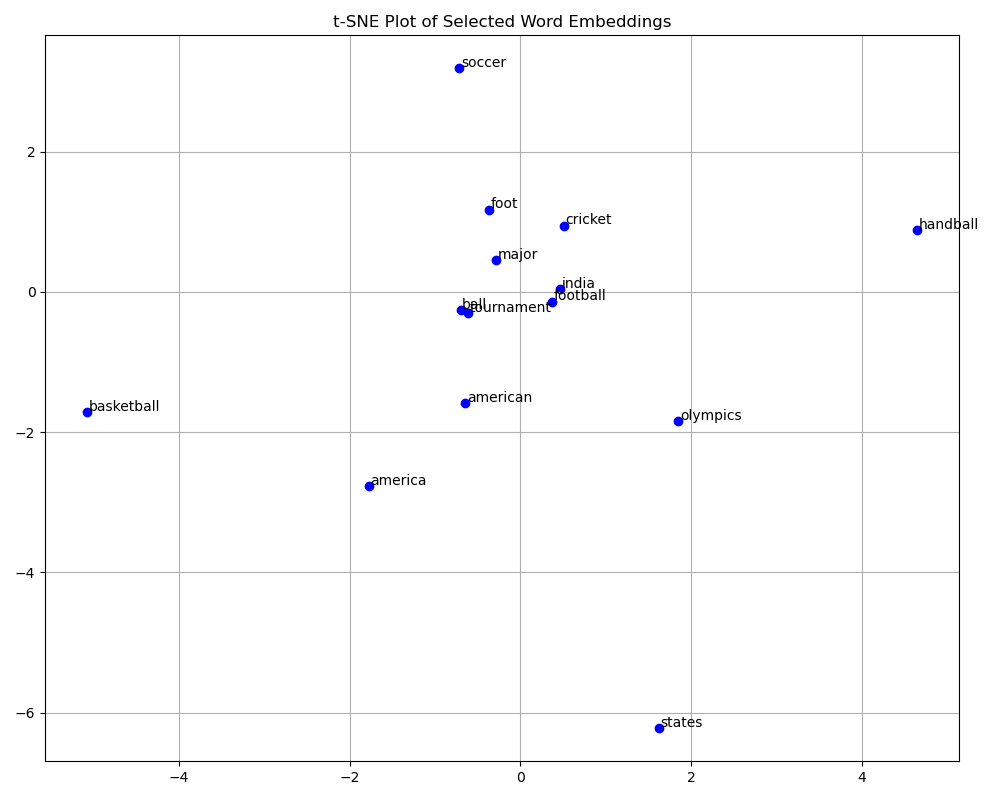 t-SNE Plot of Selected Word Embeddings
soccer
2
foot
cricket
handball
major
india
0
football
ball
tournament
american
basketball
olympics
−2
america
−4
−6
states
−4
−2
0
2
4